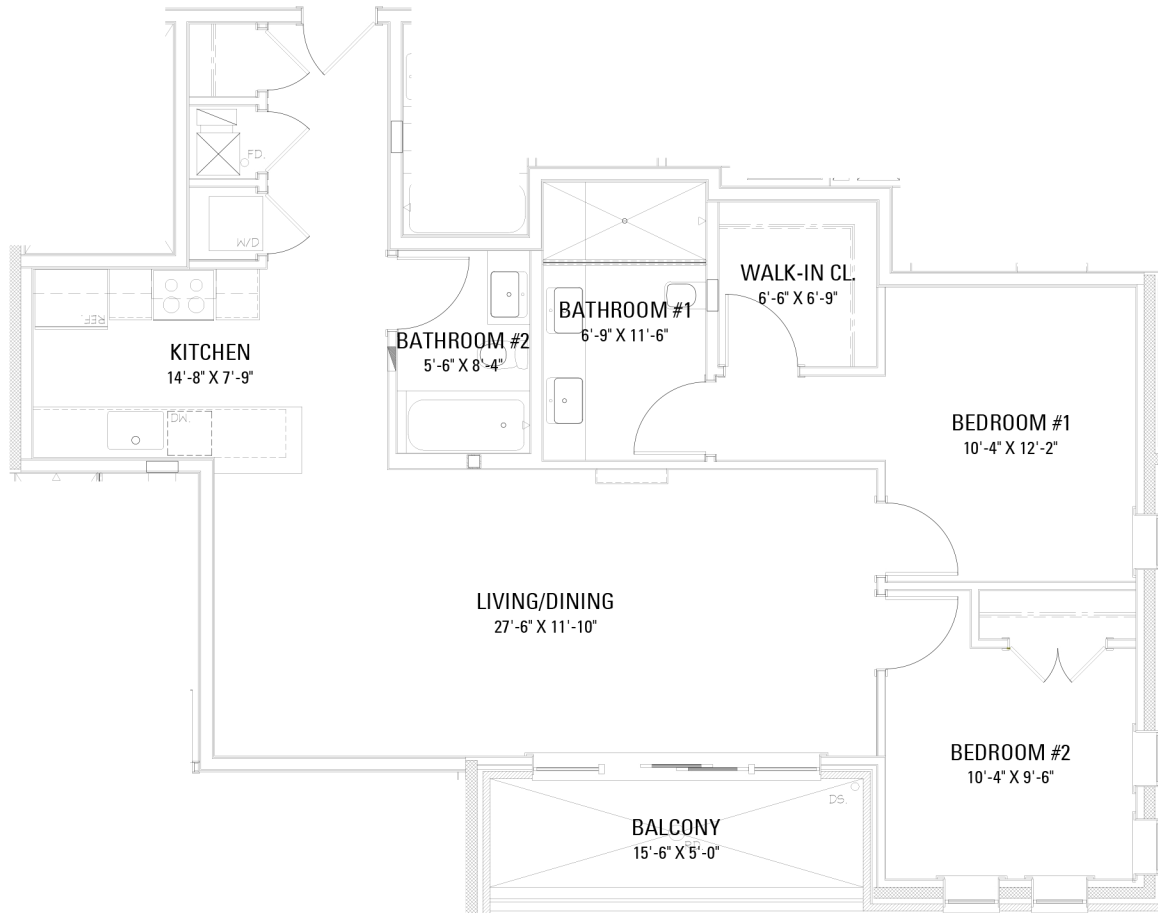 FD.
W/D
WALK-IN CL.
6'-6" X 6'-9"
REF.
BATHROOM #1
6'-9" X 11'-6"
BATHROOM #2
5'-6" X 8'-4"
KITCHEN
14'-8" X 7'-9"
DW.
BEDROOM #1
10'-4" X 12'-2"
LIVING/DINING
27'-6" X 11'-10"
BEDROOM #2
10'-4" X 9'-6"
DS.
BALCONY
15'-6" X 5'-0"
RD.